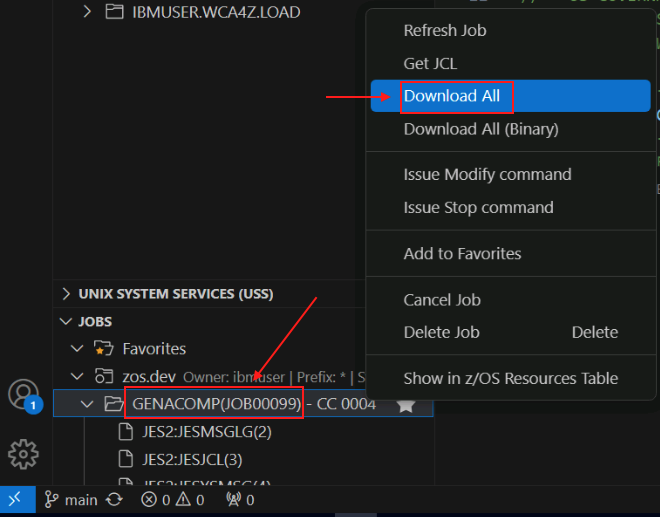 IBMUSER.WCA4Z.LOAD
Refresh Job
Get JCL
Download All
Download All (Binary)
Issue Modify command
Issue Stop command
Add to Favorites
Cancel Job
Delete Job Delete
Show in z/OS Resources Table
UNIX SYSTEM SERVICES (USS)
JOBS
Favorites
zos.dev Owner: ibmuser | Prefix: * | S
GENACOMP(JOB00099) - CC 0004
JES2:JESMSGLG(2)
JES2:JESJCL(3)
JES2:JESYSMSG(4)
1
main 0 0 0